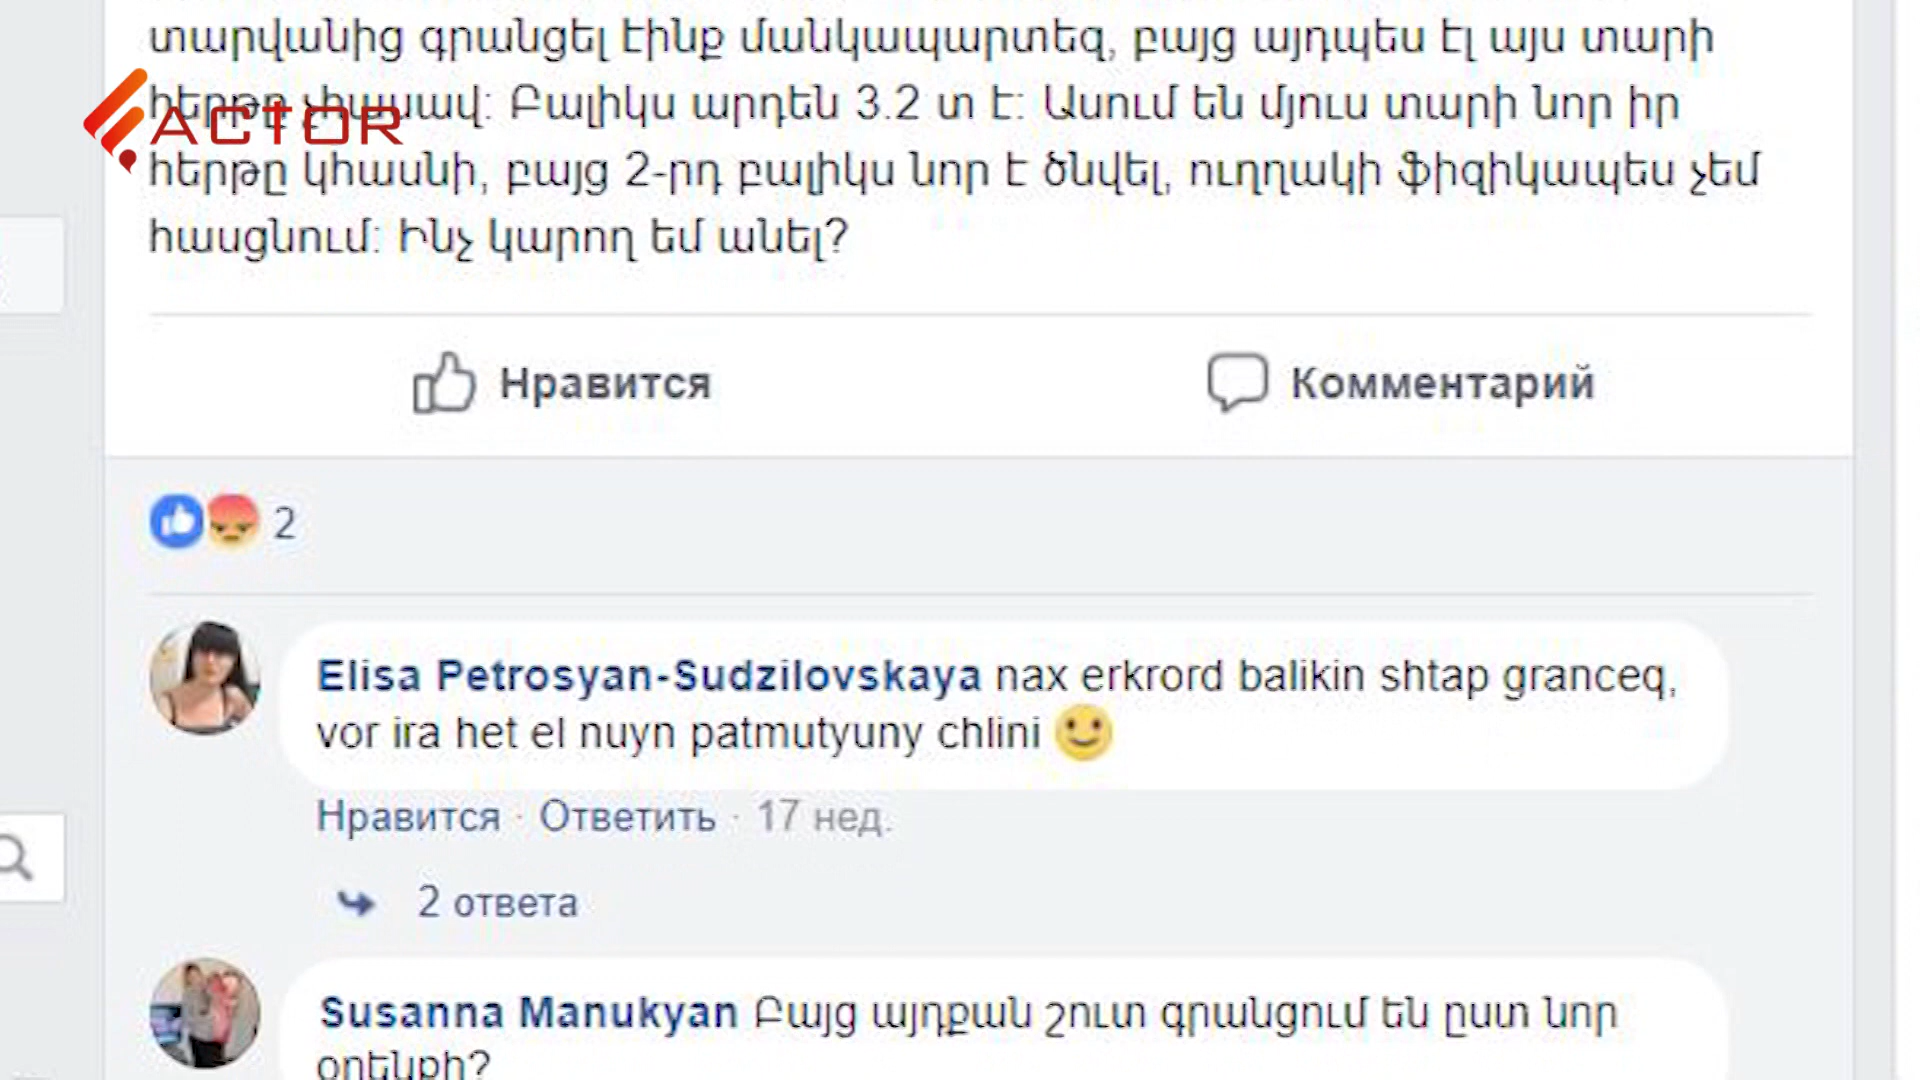 տարվանից գրանցել էինք մանկապարտեզ, բայց այդպես էլ այս տարի
հերթը չհասավ: Բալիկս արդեն 3.2 տ է: Ասում են մյուս տարի նոր իր
FACTOR
հերթը կհասնի, բայց 2-րդ բալիկս նոր է ծնվել, ուղղակի ֆիզիկապես չեմ
հասցնում: Ինչ կարող եմ անել?
Нравится
Комментарий
2
Elisa Petrosyan-Sudzilovskaya nax erkrord balikin shtap granceq,
vor ira het el nuyn patmutyuny chlini
Нравится · Ответить · 17 нед.
2 ответа
Susanna Manukyan Բայց այդքան շուտ գրանցում են ըստ նոր
օրենքի?